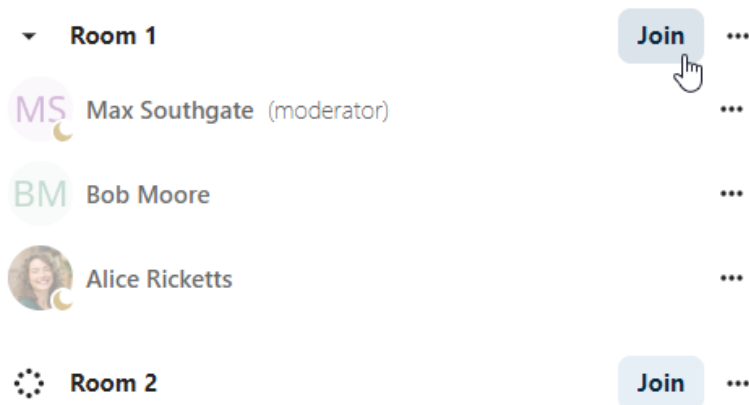 Room 1 Join
MS Max Southgate (moderator)
BM Bob Moore
Alice Ricketts
Room 2 Join